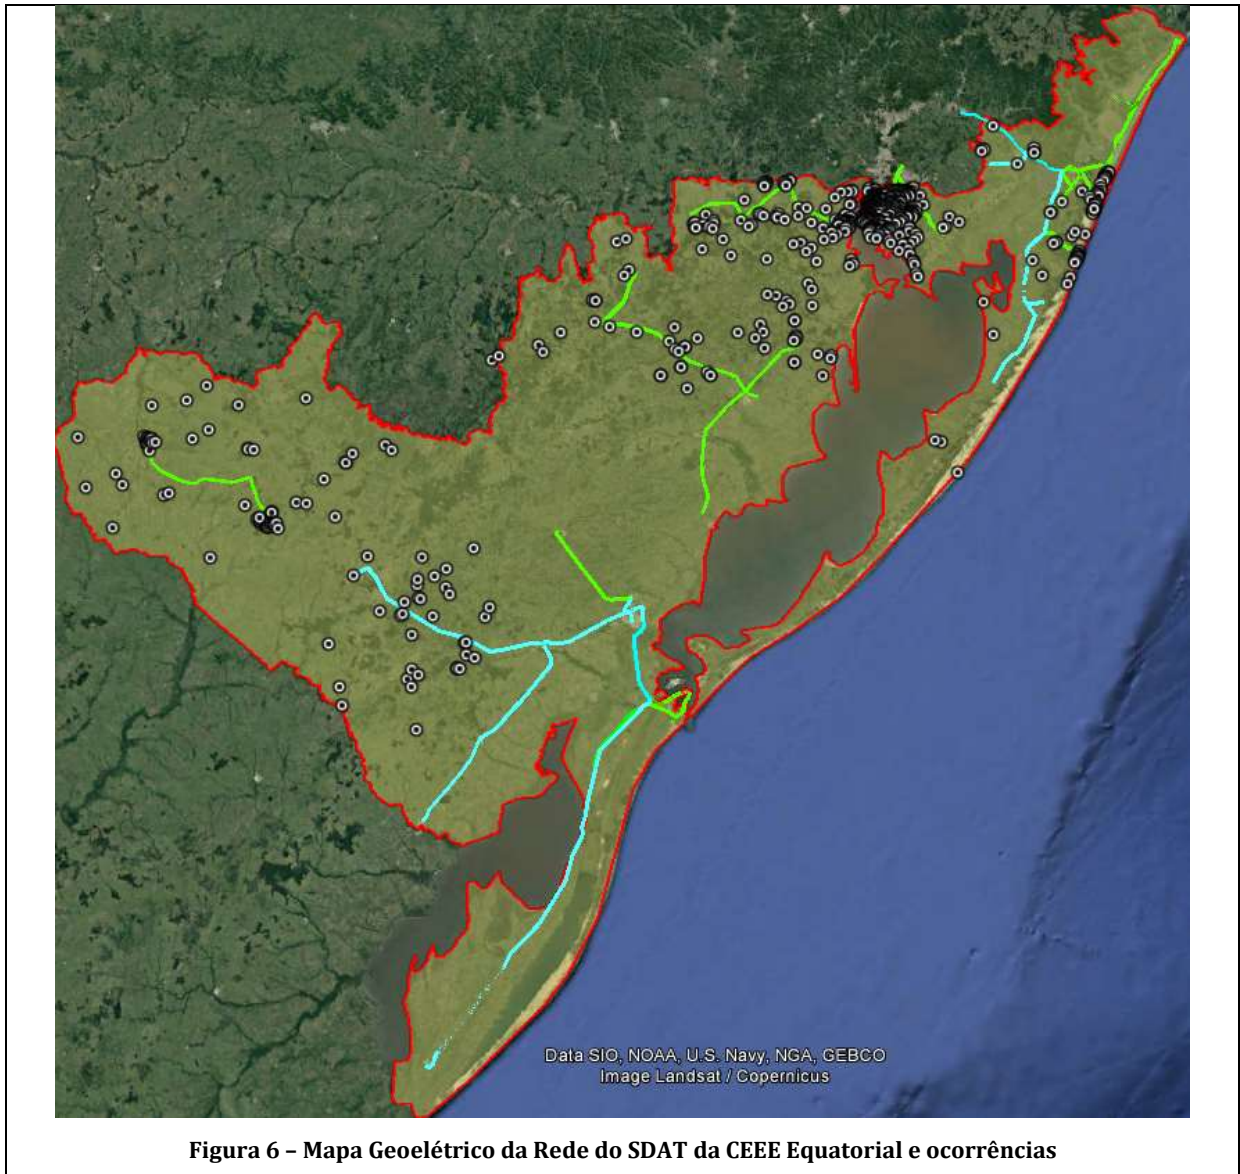 Data SIO, NOAA, U.S. Navy, NGA, GEBCO
Image Landsat / Copernicus
Figura 6 – Mapa Geoelétrico da Rede do SDAT da CEEE Equatorial e ocorrências